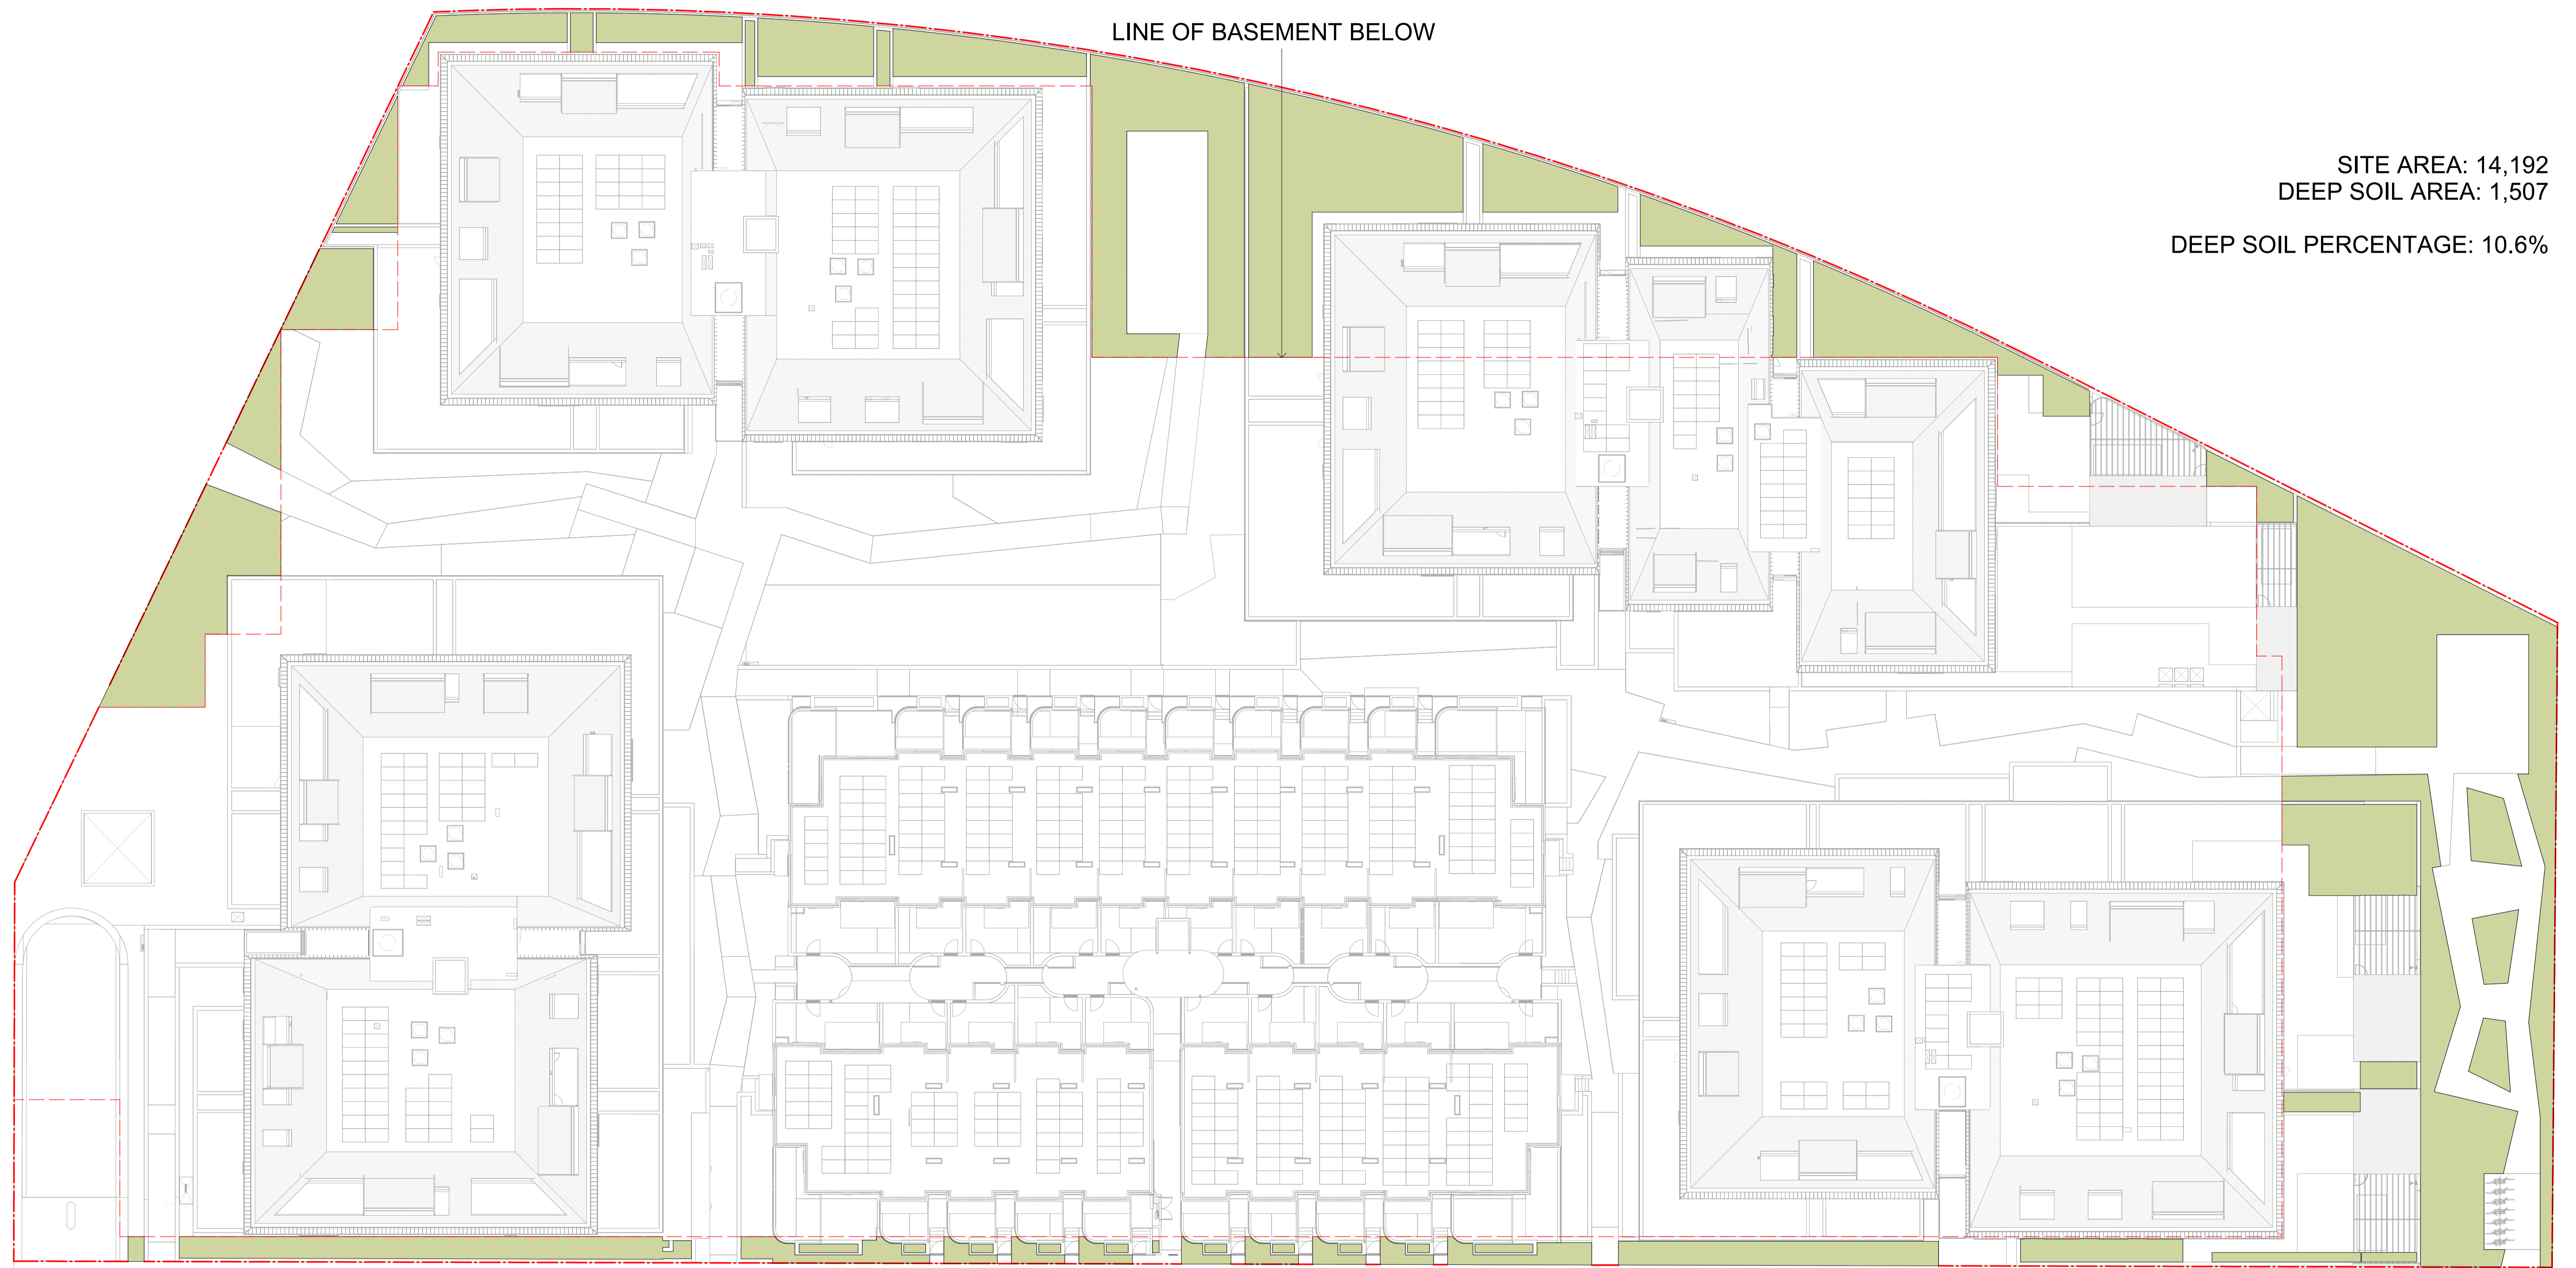 LINE OF BASEMENT BELOW
SITE AREA: 14,192
DEEP SOIL AREA: 1,507
DEEP SOIL PERCENTAGE: 10.6%